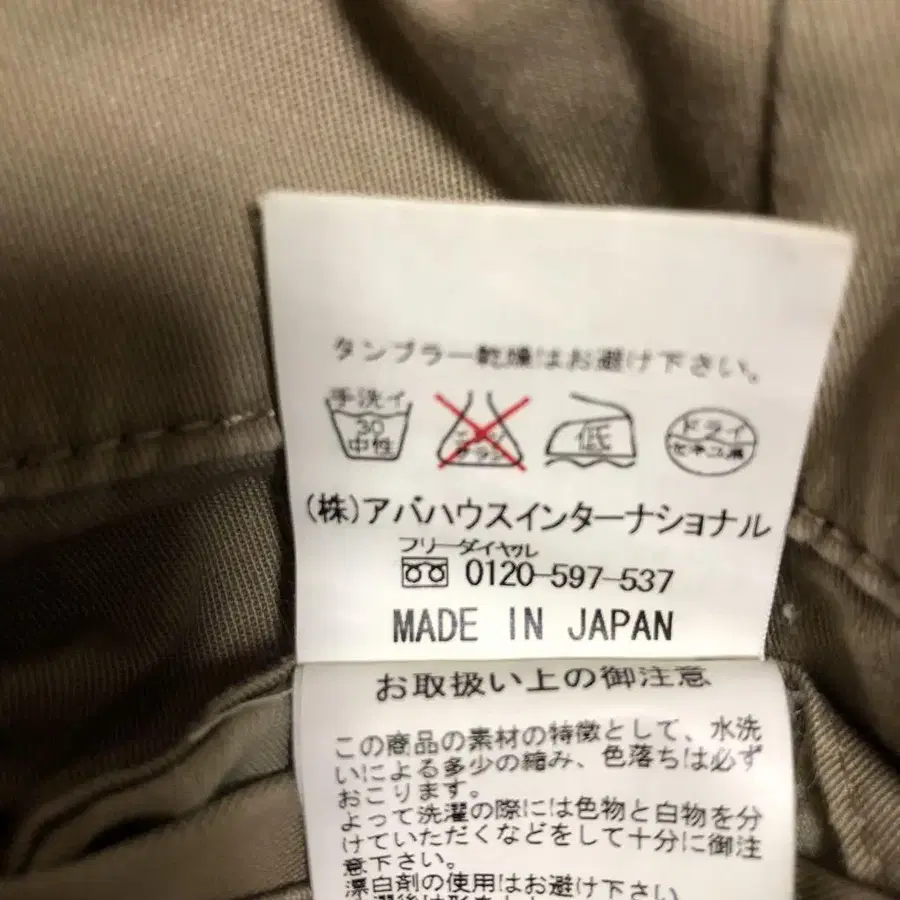 タンブラー乾燥はお避け下さい。
手洗イ
30
中性
エンソ
サラシ
低
ドライ
セキユ系
(株)アバハウスインターナショナル
フリーダイヤル
0120-597-537
MADE IN JAPAN
お取扱い上の御注意
この商品の素材の特徴として、水洗
いによる多少の縮み、色落ちは必ず
おこります。
よって洗濯の際には色物と白物を分
けていただくなどをして十分に御注
意下さい。
漂白剤の使用はお避け下さい